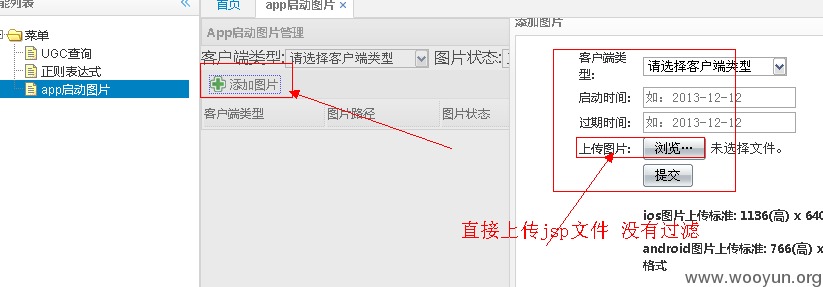 能列表
首页
app启动图片
菜单
UGC查询
正则表达式
app启动图片
App启动图片管理
客户端类型:
请选择客户端类型
图片状态:
添加图片
客户端类型
图片路径
图片状态
添加图片
客户端类
型:
请选择客户端类型
启动时间:
如: 2013-12-12
过期时间:
如: 2013-12-12
上传图片:
浏览…
未选择文件。
提交
直接上传jsp文件 没有过滤
ios图片上传标准: 1136(高) x 640
android图片上传标准: 766(高) x
格式
www.wooyun.org